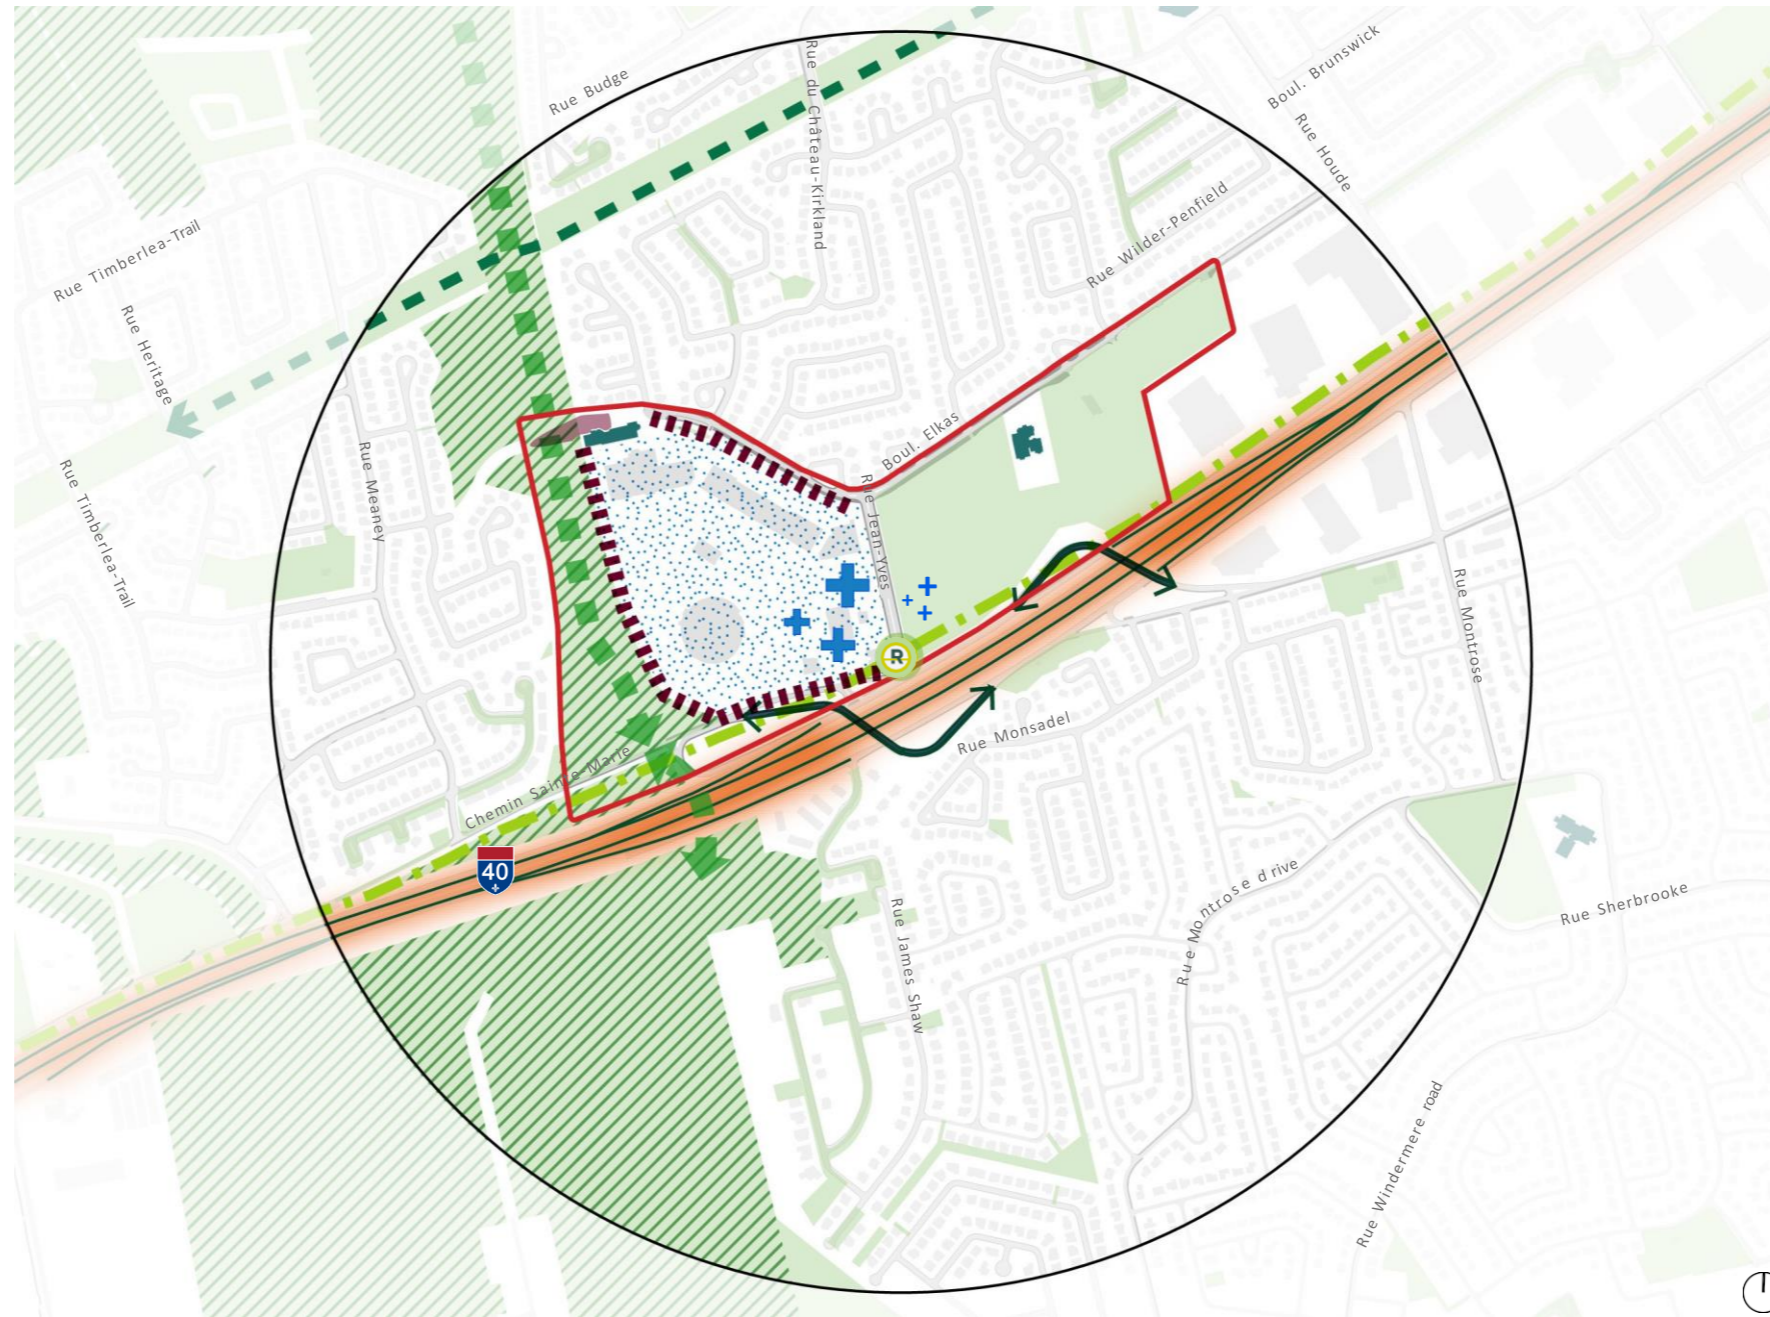 Rue Budge
Rue du Château-Kirkland
Boul. Brunswick
Rue Houde
Rue Timberlea-Trail
Rue Wilder-Penfield
Rue Heritage
Boul. Elkas
Rue Meaney
Rue Timberlea-Trail
Rue Jean-Yves
R
Rue Montrose
Rue Monsadel
Chemin Sainte-Marie
40
Rue Montrose drive
Rue Sherbrooke
Rue James Shaw
Rue Windermere road